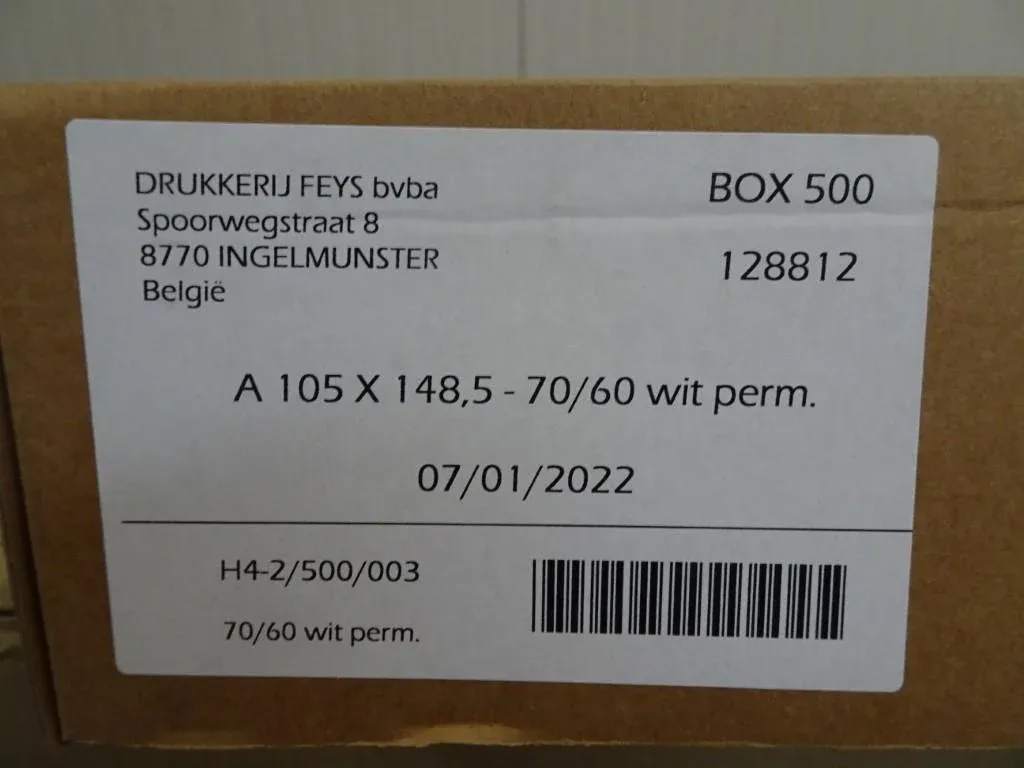 DRUKKERIJ FEYS bvba
Spoorwegstraat 8
8770 INGELMUNSTER
België
BOX 500
128812
A 105 X 148,5 - 70/60 wit perm.
07/01/2022
H4-2/500/003
70/60 wit perm.